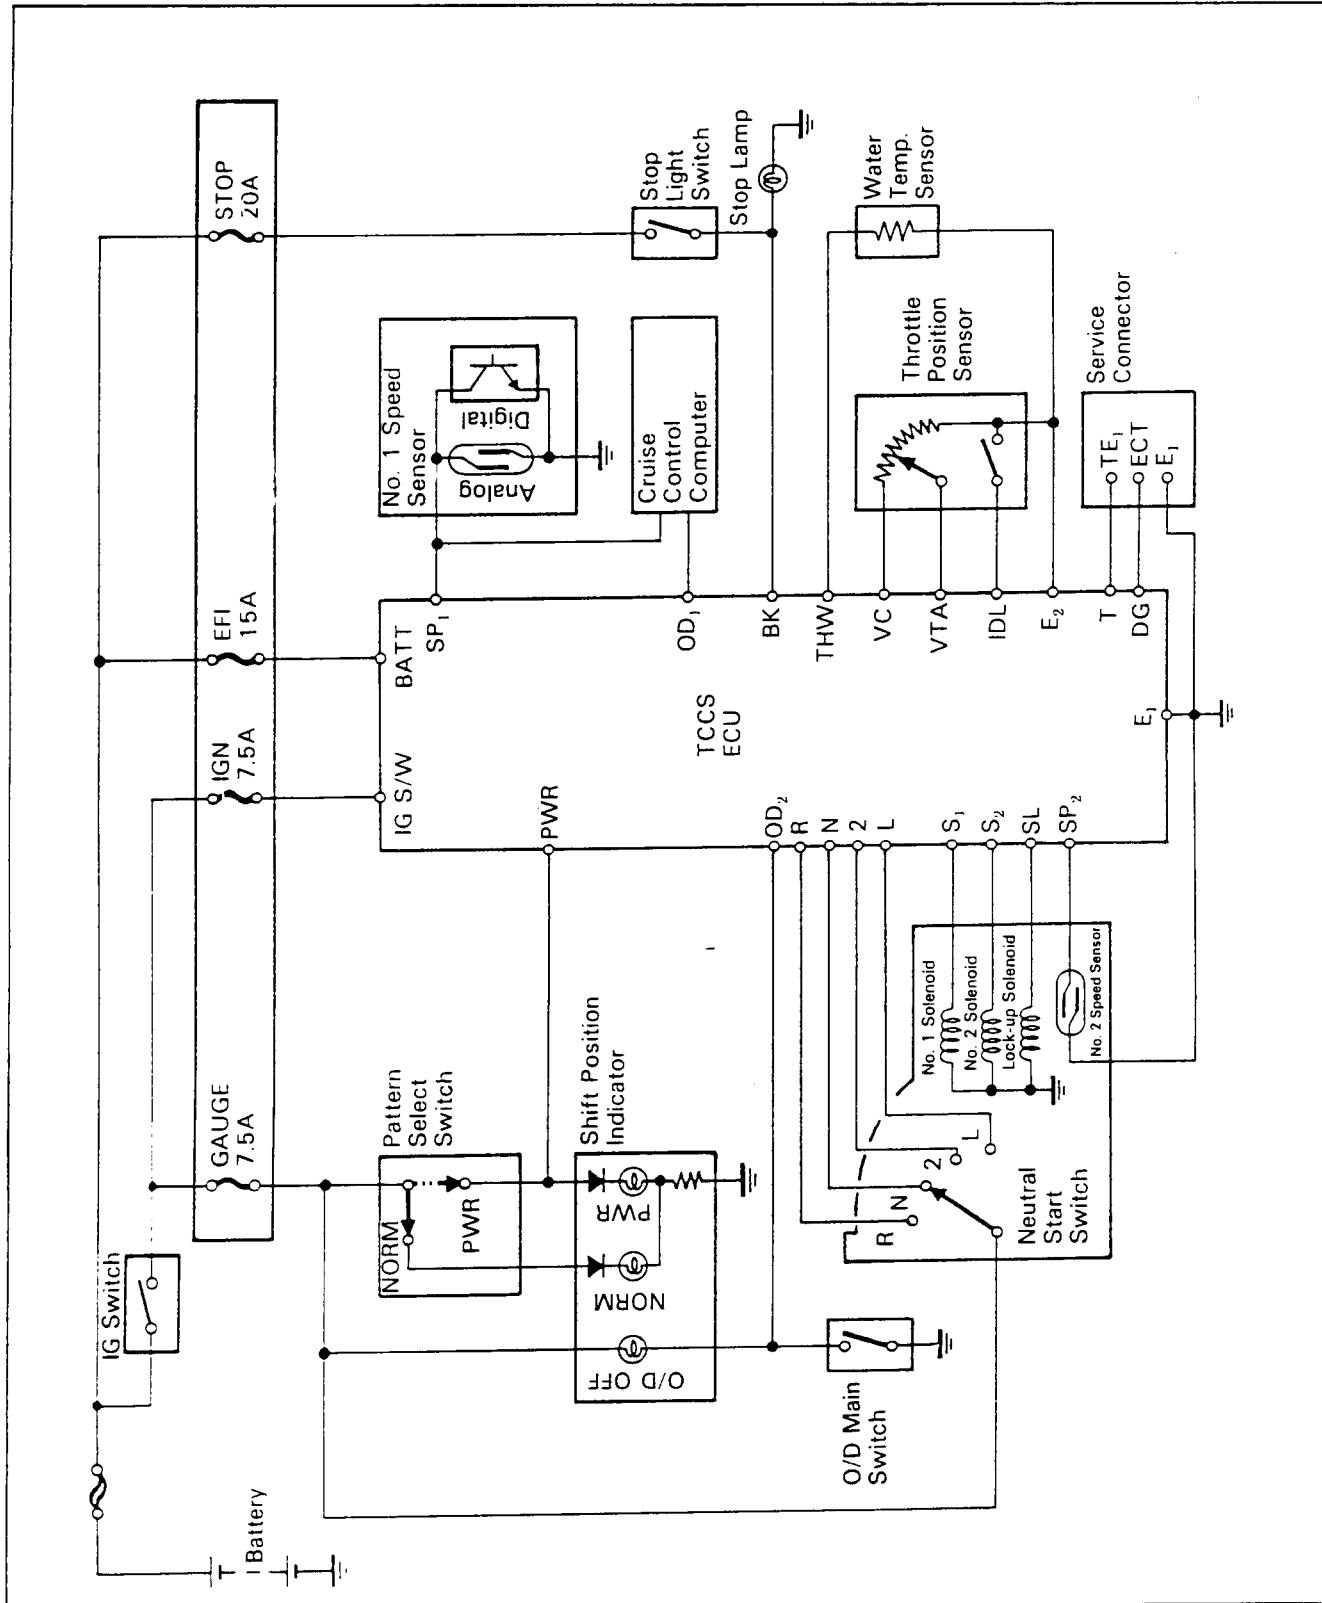 Battery
IG Switch
GAUGE
7.5A
IGN
7.5A
EFI
15A
STOP
20A
Pattern
Select
Switch
NORM
PWR
Shift Position
Indicator
O/D OFF
NORM
PWR
O/D Main
Switch
Neutral
Start
Switch
R
N
2
L
No. 1 Solenoid
No. 2 Solenoid
Lock-up Solenoid
No. 2 Speed Sensor
IG S/W
BATT
PWR
OD2
R
N
2
L
S1
S2
SL
SP2
TCCS
ECU
E1
SP1
OD1
BK
THW
VC
VTA
IDL
E2
T
DG
No. 1 Speed
Sensor
Analog
Digital
Cruise
Control
Computer
Stop
Light
Switch
Stop Lamp
Water
Temp.
Sensor
Throttle
Position
Sensor
Service
Connector
TE1
ECT
E1